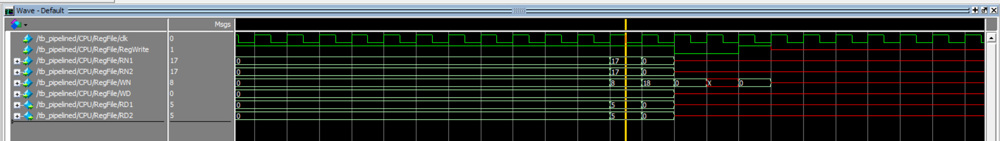 Wave - Default
Msgs
/tb_pipelined/CPU/RegFile/clk 0
/tb_pipelined/CPU/RegFile/RegWrite 1
/tb_pipelined/CPU/RegFile/RN1 17 0 17 0
/tb_pipelined/CPU/RegFile/RN2 17 0 17 0
/tb_pipelined/CPU/RegFile/WN 8 0 8 18 0 X 0
/tb_pipelined/CPU/RegFile/WD 0 0
/tb_pipelined/CPU/RegFile/RD1 5 0 5 0
/tb_pipelined/CPU/RegFile/RD2 5 0 5 0